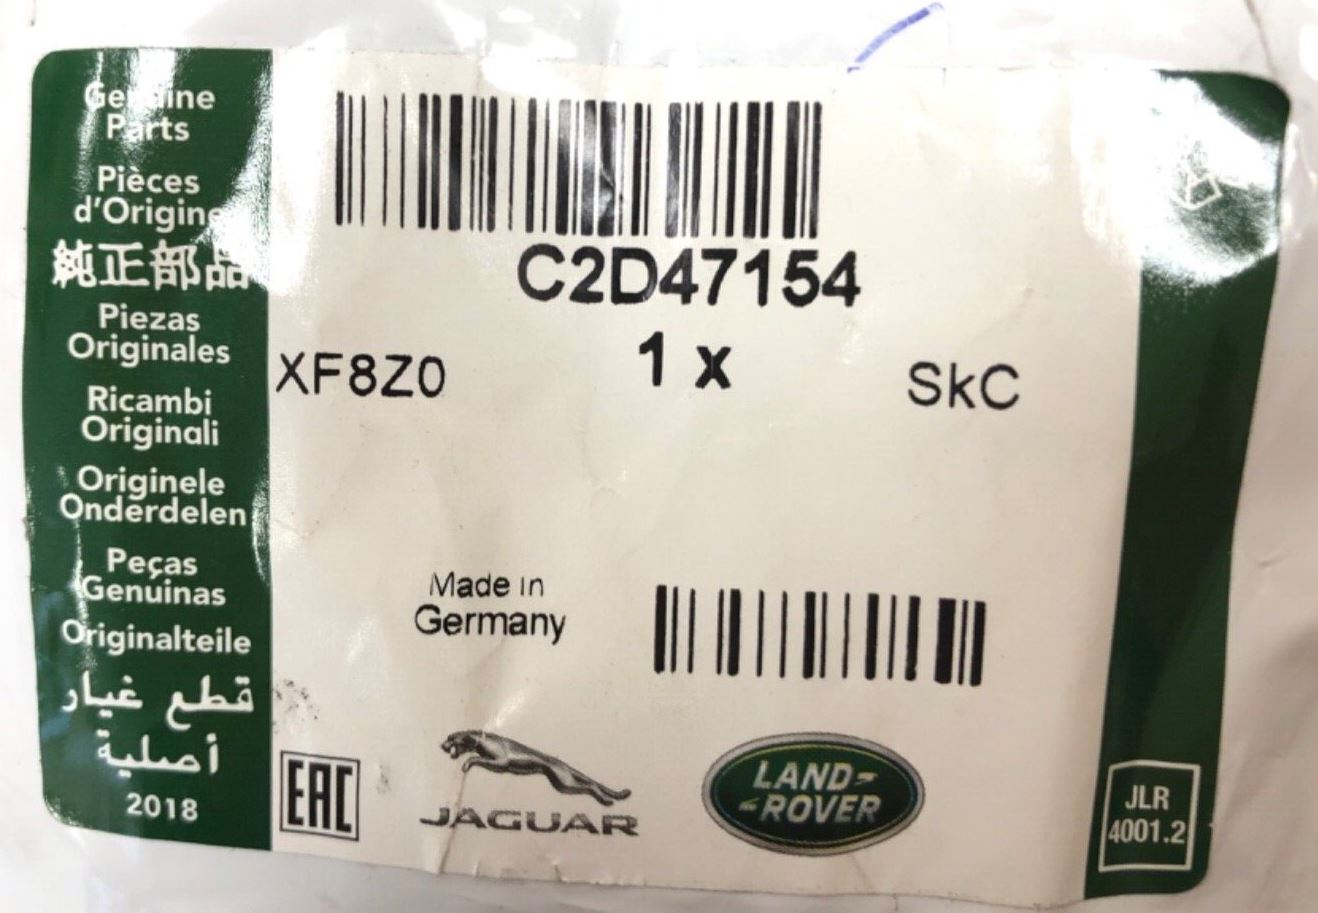 Genuine
Parts
Pièces
d'Origine
純正部品
Piezas
Originales
Ricambi
Originali
Originele
Onderdelen
Peças
Genuinas
Originalteile
قطع غيار
أصلية
2018
C2D47154
XF8Z0
1 x
SkC
Made in
Germany
EAC
JAGUAR
LAND-
-ROVER
JLR
4001.2